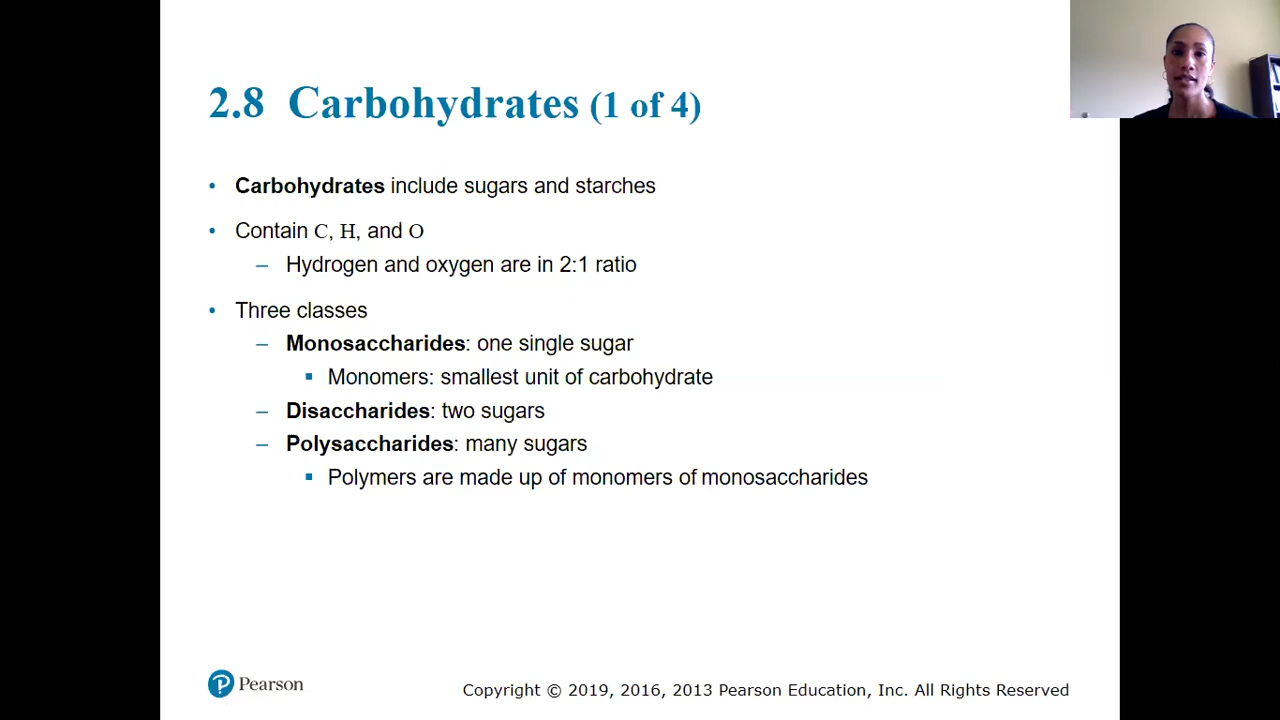 2.8 Carbohydrates (1 of 4)
• Carbohydrates include sugars and starches
• Contain C, H, and O
– Hydrogen and oxygen are in 2:1 ratio
• Three classes
– Monosaccharides: one single sugar
▪ Monomers: smallest unit of carbohydrate
– Disaccharides: two sugars
– Polysaccharides: many sugars
▪ Polymers are made up of monomers of monosaccharides
Pearson
Copyright © 2019, 2016, 2013 Pearson Education, Inc. All Rights Reserved